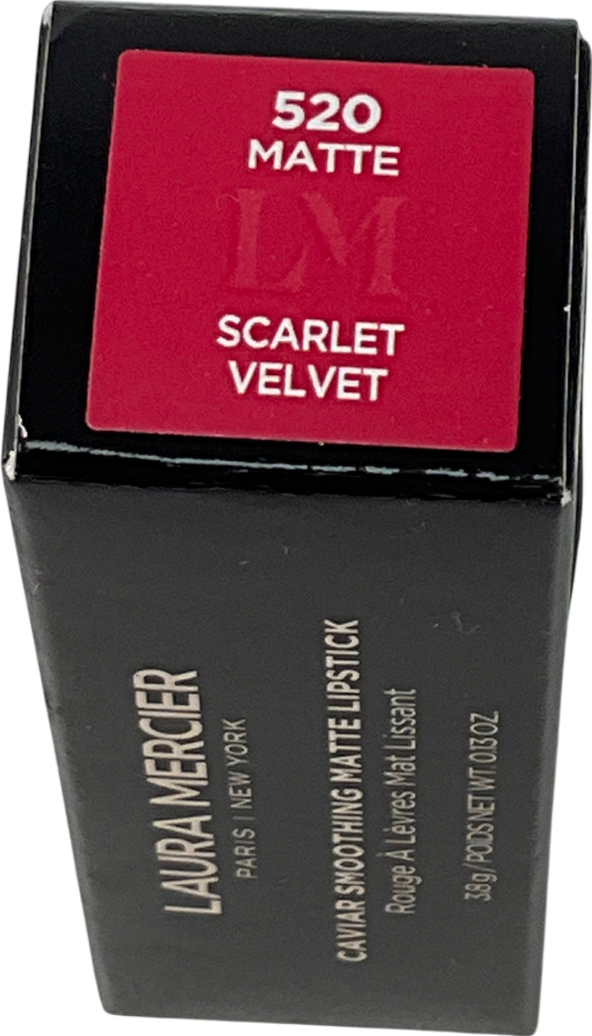 520
MATTE
LM
SCARLET
VELVET
LAURA MERCIER
PARIS | NEW YORK
CAVIAR SMOOTHING MATTE LIPSTICK
Rouge À Lèvres Mat Lissant
3.8g/POIDS NET WT 0.13 OZ